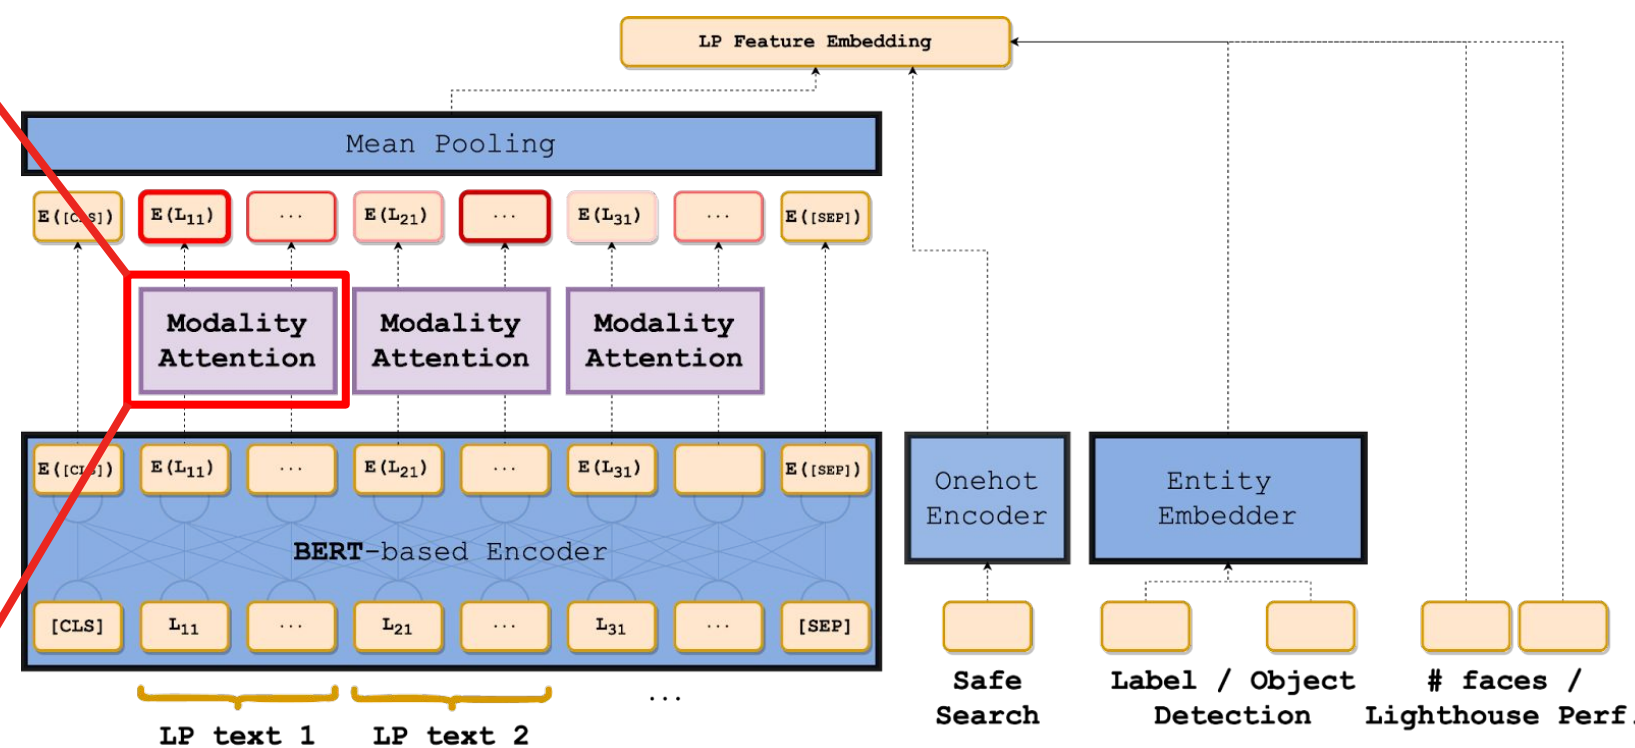 LP Feature Embedding
Mean Pooling
E([CLS]) E(L11) ... E(L21) ... E(L31) ... E([SEP])
Modality Attention
Modality Attention
Modality Attention
E([CLS]) E(L11) ... E(L21) ... E(L31) E([SEP])
BERT-based Encoder
[CLS] L11 ... L21 ... L31 ... [SEP]
LP text 1
LP text 2
...
Onehot
Encoder
Entity
Embedder
Safe
Search
Label / Object
Detection
# faces /
Lighthouse Perf.